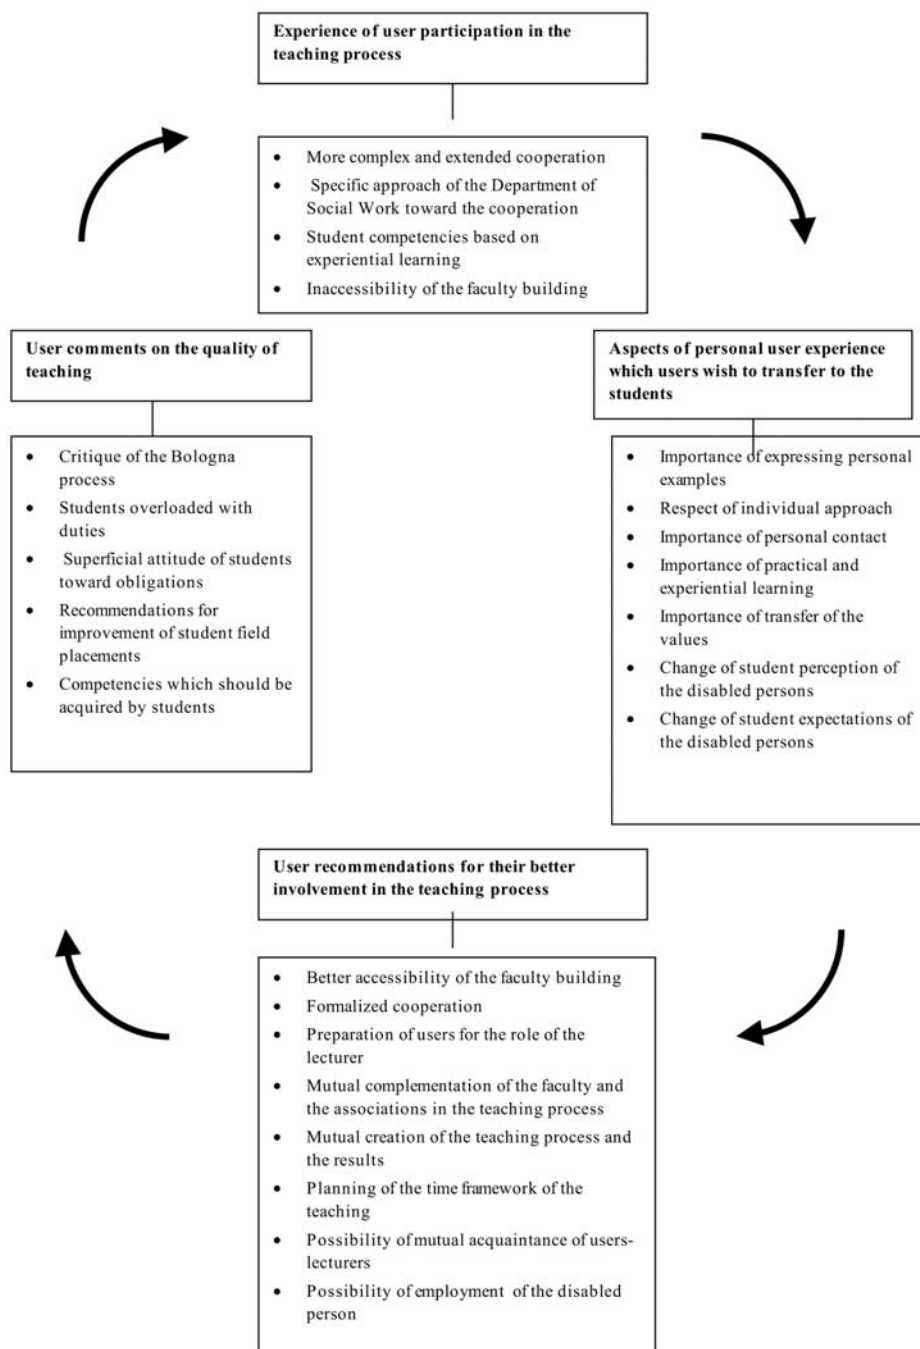 Experience of user participation in the
teaching process
• More complex and extended cooperation
• Specific approach of the Department of
Social Work toward the cooperation
• Student competencies based on
experiential learning
• Inaccessibility of the faculty building
User comments on the quality of
teaching
• Critique of the Bologna
process
• Students overloaded with
duties
• Superficial attitude of students
toward obligations
• Recommendations for
improvement of student field
placements
• Competencies which should be
acquired by students
Aspects of personal user experience
which users wish to transfer to the
students
• Importance of expressing personal
examples
• Respect of individual approach
• Importance of personal contact
• Importance of practical and
experiential learning
• Importance of transfer of the
values
• Change of student perception of
the disabled persons
• Change of student expectations of
the disabled persons
User recommendations for their better
involvement in the teaching process
• Better accessibility of the faculty building
• Formalized cooperation
• Preparation of users for the role of the
lecturer
• Mutual complementation of the faculty and
the associations in the teaching process
• Mutual creation of the teaching process and
the results
• Planning of the time framework of the
teaching
• Possibility of mutual acquaintance of users-
lecturers
• Possibility of employment of the disabled
person